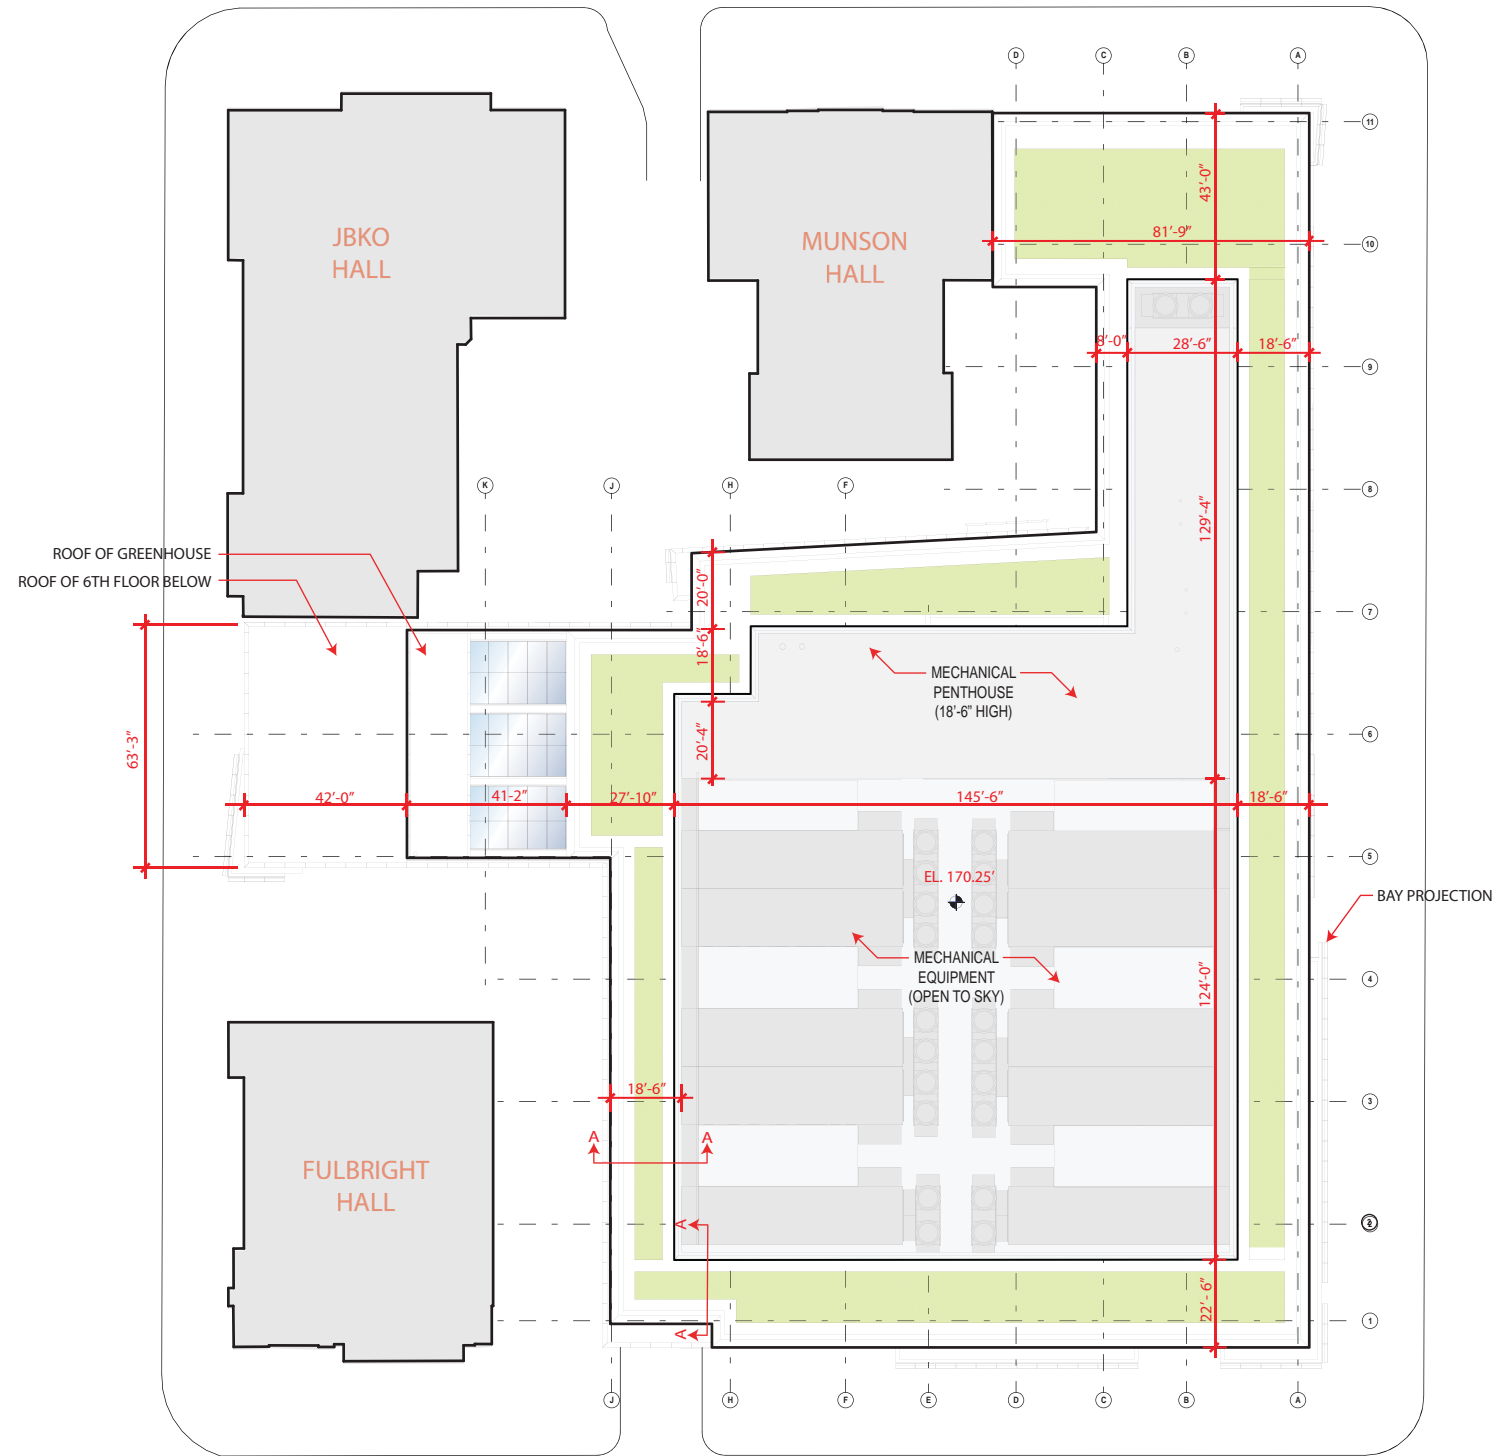 D
C
B
A
11
JBKO
HALL
MUNSON
HALL
43'-0"
81'-9"
10
8'-0"
28'-6"
18'-6"
9
K
J
H
F
8
129'-4"
ROOF OF GREENHOUSE
ROOF OF 6TH FLOOR BELOW
20'-0"
7
18'-6"
MECHANICAL
PENTHOUSE
(18'-6" HIGH)
63'-3"
20'-4"
6
42'-0"
41-2"
27'-10"
145'-6"
18'-6"
5
EL. 170.25'
BAY PROJECTION
MECHANICAL
EQUIPMENT
(OPEN TO SKY)
124'-0"
4
18'-6"
3
A
A
FULBRIGHT
HALL
A
22'- 6"
A
1
J
H
F
E
D
C
B
A